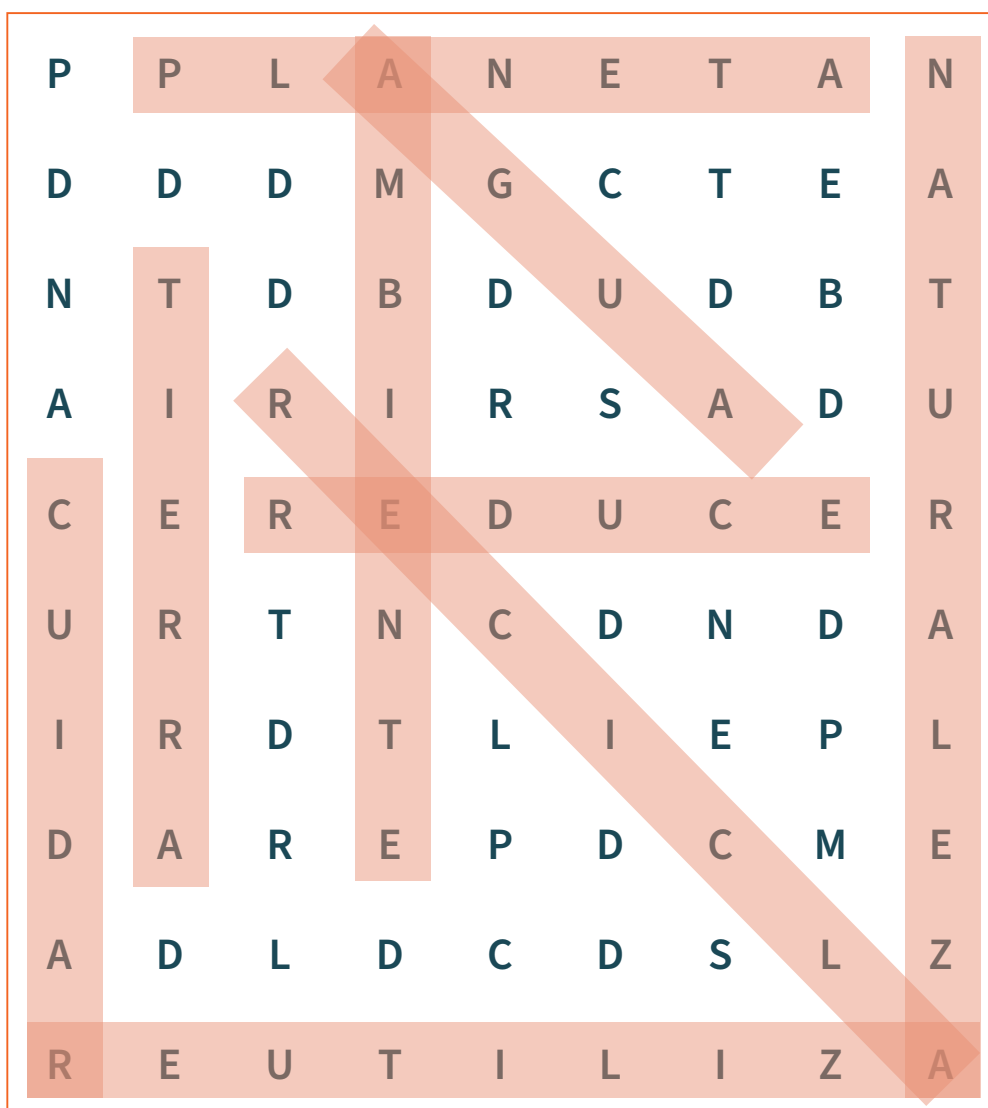 P P L A N E T A N
D D D M G C T E A
N T D B D U D B T
A I R I R S A D U
C E R E D U C E R
U R T N C D N D A
I R D T L I E P L
D A R E P D C M E
A D L D C D S L Z
R E U T I L I Z A